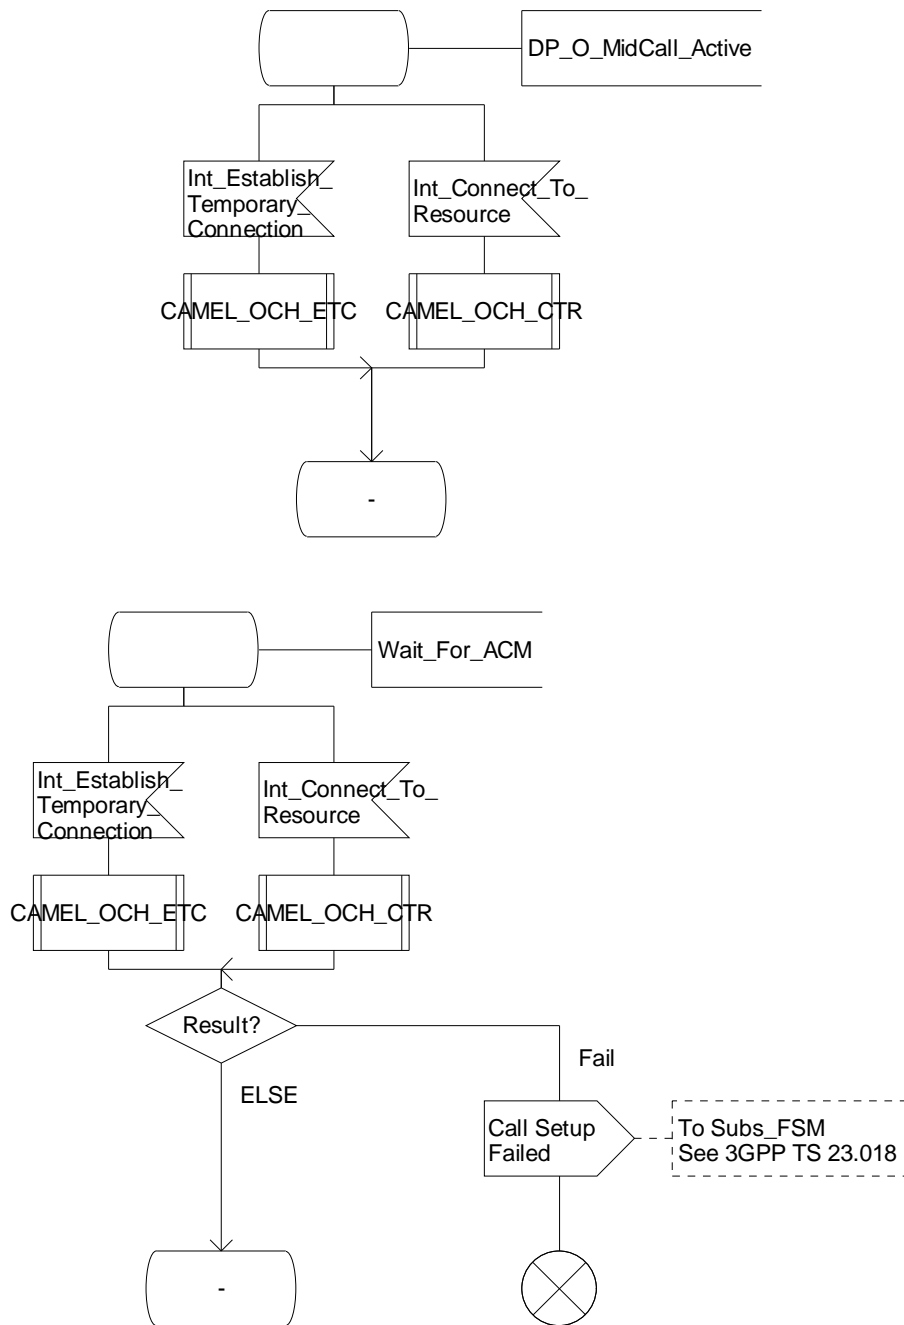 DP_O_MidCall_Active
Int_Establish_
Temporary_
Connection
Int_Connect_To_
Resource
CAMEL_OCH_ETC
CAMEL_OCH_CTR
-
Wait_For_ACM
Int_Establish_
Temporary_
Connection
Int_Connect_To_
Resource
CAMEL_OCH_ETC
CAMEL_OCH_CTR
Result?
Fail
ELSE
Call Setup
Failed
To Subs_FSM
See 3GPP TS 23.018
-